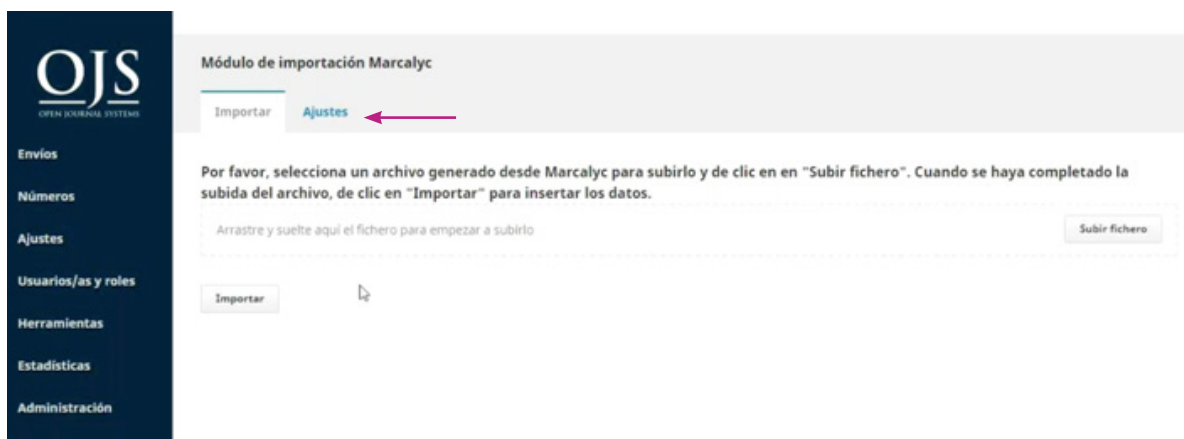 OJS
OPEN JOURNAL SYSTEMS
Envíos
Números
Ajustes
Usuarios/as y roles
Herramientas
Estadísticas
Administración
Módulo de importación Marcalyc
Importar
Ajustes
Por favor, selecciona un archivo generado desde Marcalyc para subirlo y de clic en en "Subir fichero". Cuando se haya completado la
subida del archivo, de clic en "Importar" para insertar los datos.
Arrastre y suelte aquí el fichero para empezar a subirlo
Subir fichero
Importar